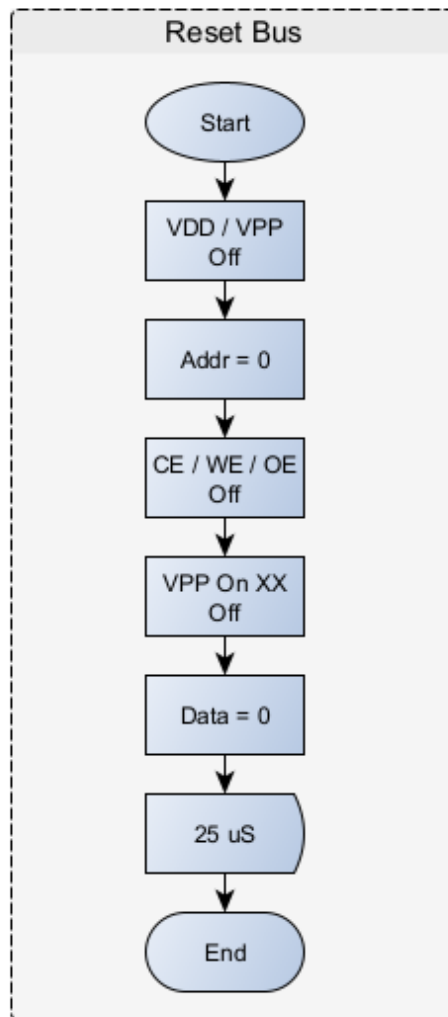 Reset Bus
Start
VDD / VPP
Off
Addr = 0
CE / WE / OE
Off
VPP On XX
Off
Data = 0
25 uS
End